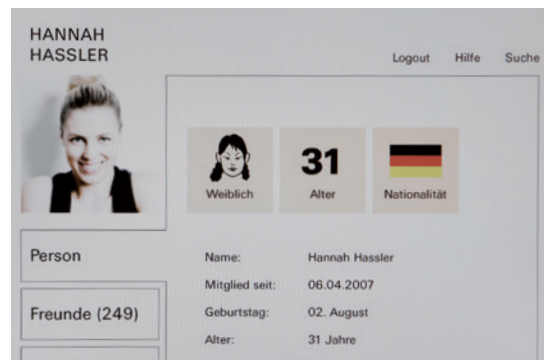 HANNAH
HASSLER
Logout Hilfe Suche
Weiblich
31
Alter
Nationalität
Person
Freunde (249)
Name: Hannah Hassler
Mitglied seit: 06.04.2007
Geburtstag: 02. August
Alter: 31 Jahre